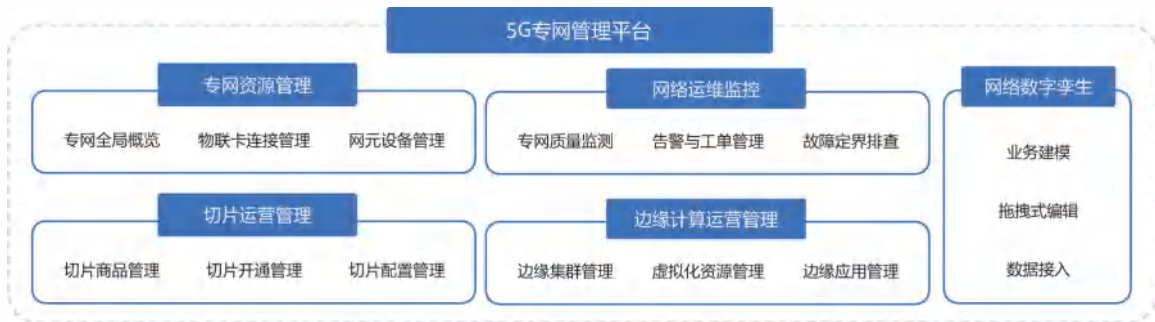 5G专网管理平台
专网资源管理
专网全局概览 物联卡连接管理 网元设备管理
网络运维监控
专网质量监测 告警与工单管理 故障定界排查
切片运营管理
切片商品管理 切片开通管理 切片配置管理
边缘计算运营管理
边缘集群管理 虚拟化资源管理 边缘应用管理
网络数字孪生
业务建模
拖拽式编辑
数据接入